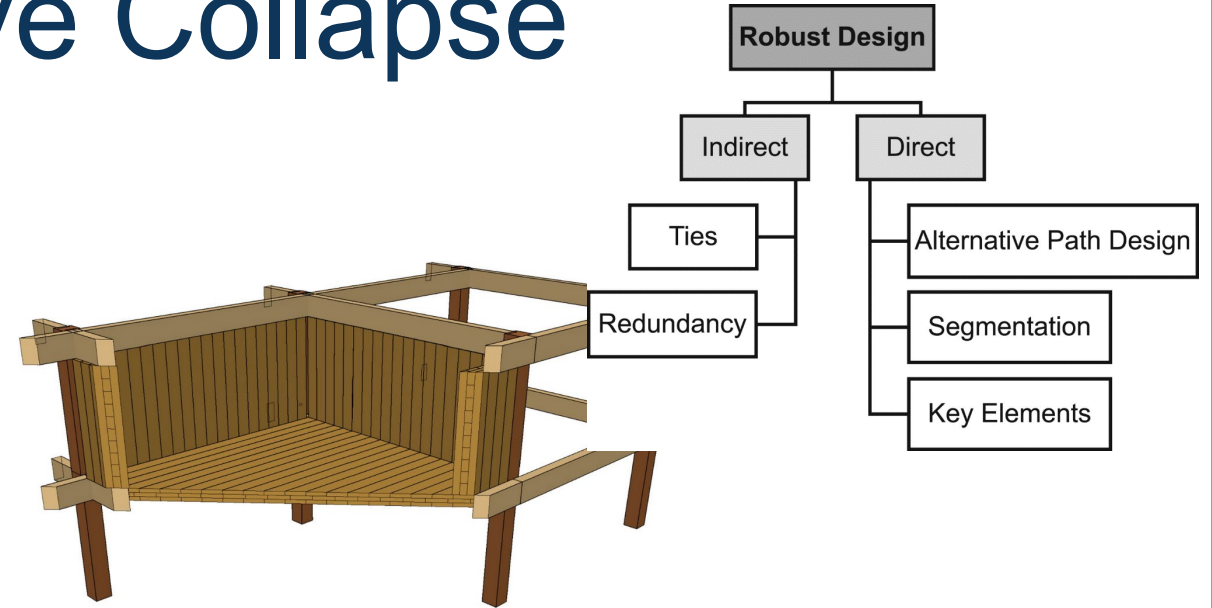 ve Collapse
Robust Design
Indirect
Direct
Ties
Redundancy
Alternative Path Design
Segmentation
Key Elements